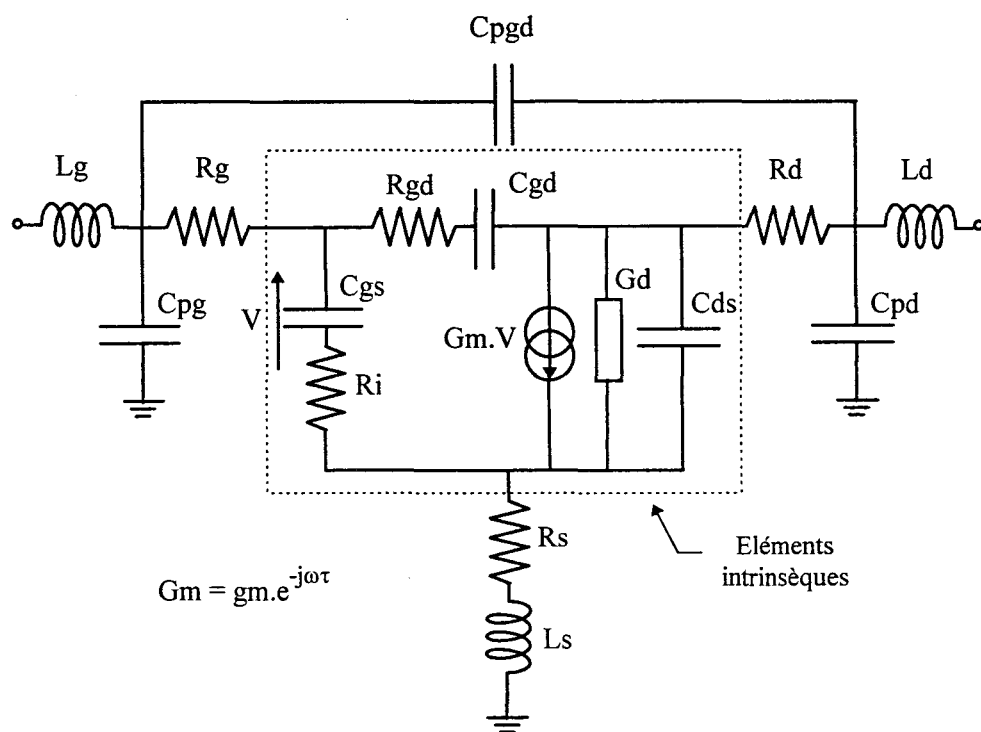 Cpgd
Lg
Rg
Rgd
Cgd
Rd
Ld
Cpg
V
Cgs
Ri
Gm.V
Gd
Cds
Cpd
Rs
Ls
Eléments
intrinsèques
Gm = gm.e^-jωτ